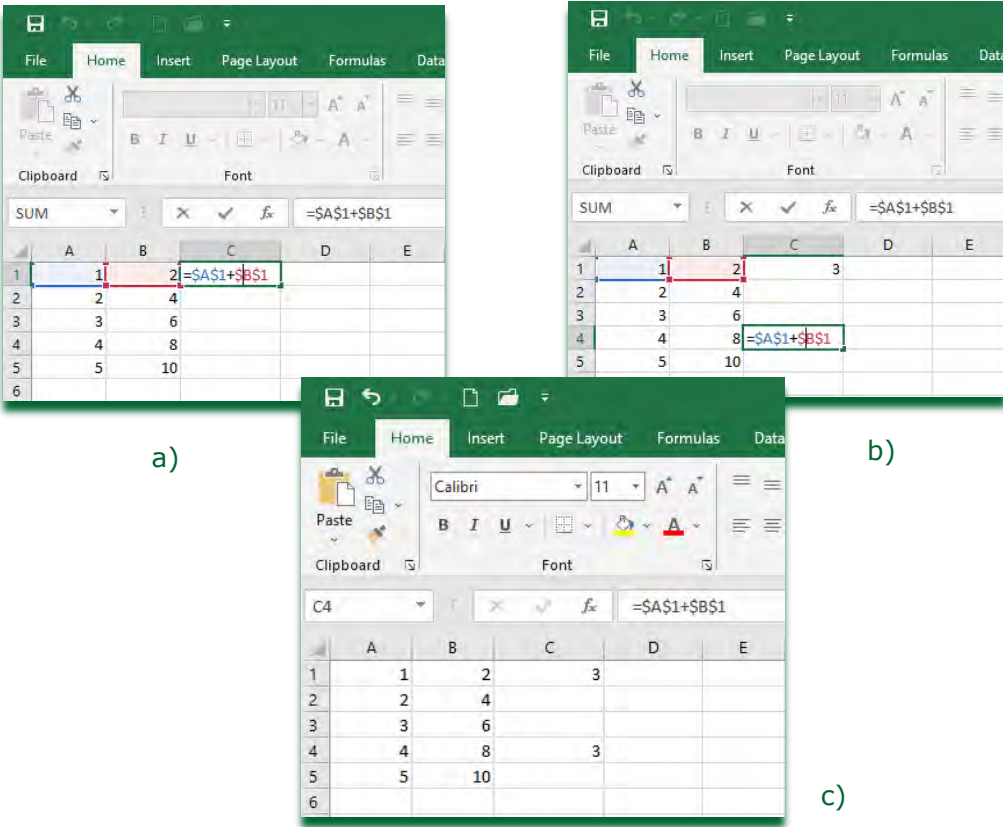 File Home Insert Page Layout Formulas Data
11 A A
Paste B I U A
Clipboard Font
SUM fx =$A$1+$B$1
A B C D E
1 1 2 =$A$1+$B$1
2 2 4
3 3 6
4 4 8
5 5 10
6
a)
File Home Insert Page Layout Formulas Data
11 A A
Paste B I U A
Clipboard Font
SUM fx =$A$1+$B$1
A B C D E
1 1 2 3
2 2 4
3 3 6
4 4 8 =$A$1+$B$1
5 5 10
b)
File Home Insert Page Layout Formulas Data
Calibri 11 A A
Paste B I U A
Clipboard Font
C4 fx =$A$1+$B$1
A B C D E
1 1 2 3
2 2 4
3 3 6
4 4 8 3
5 5 10
6
c)